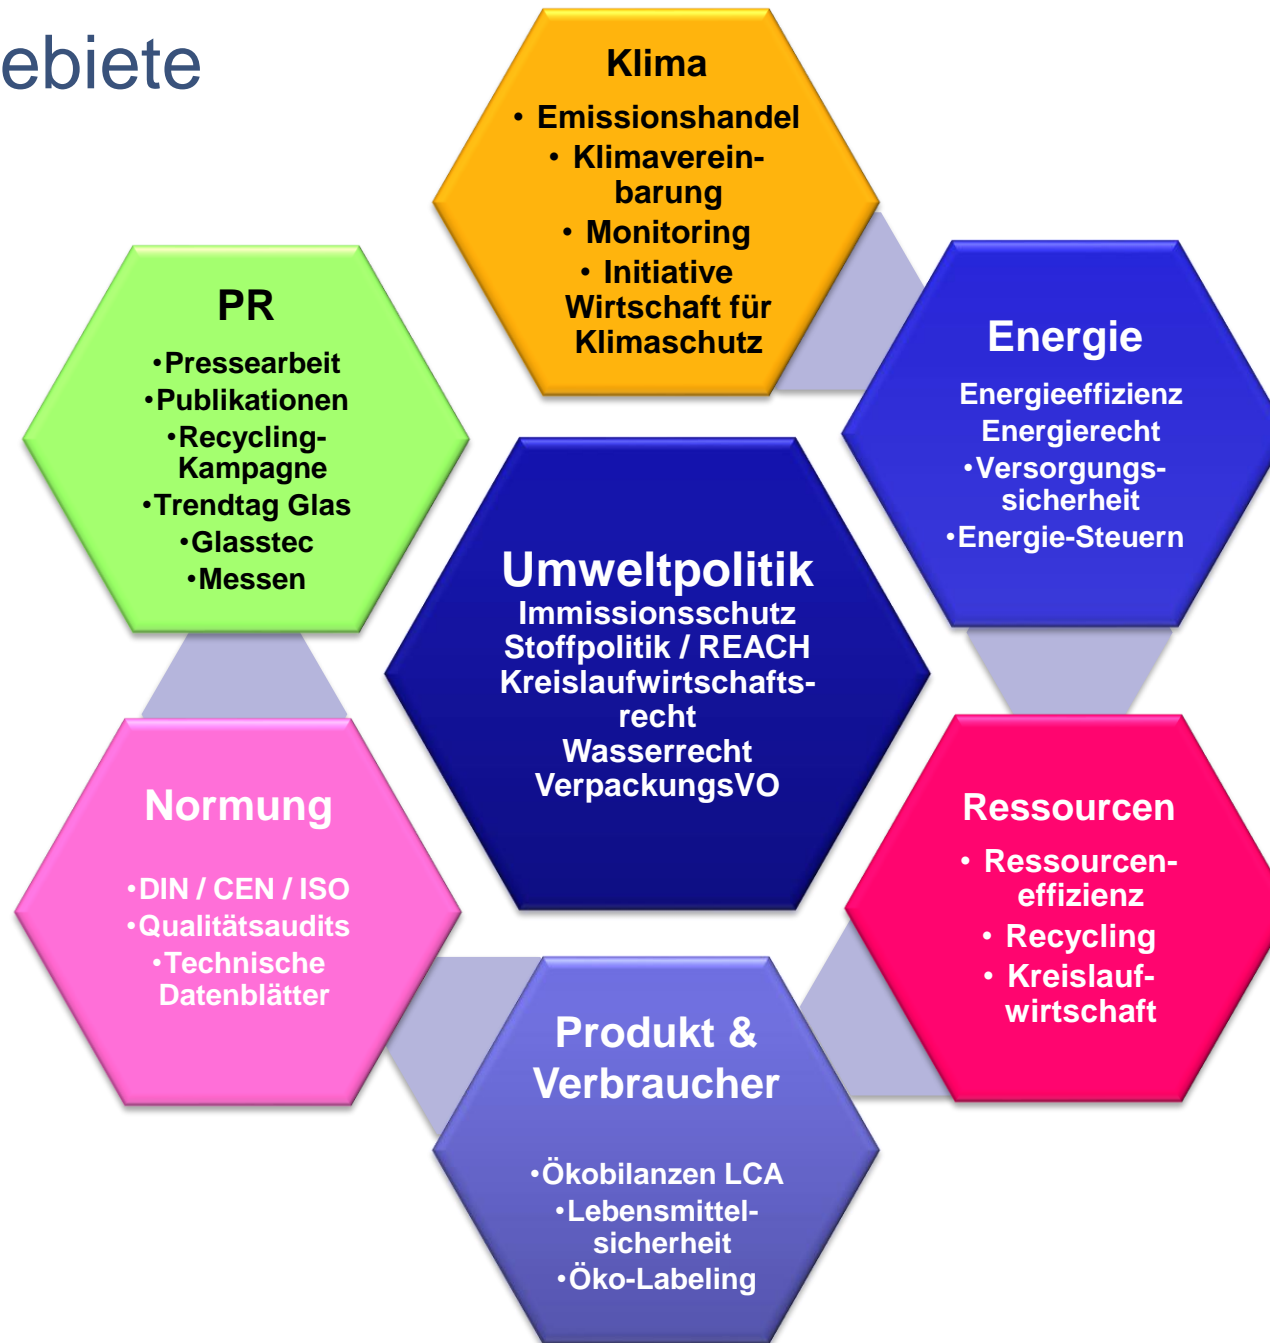 ebiete
Klima
• Emissionshandel
• Klimaverein-
barung
• Monitoring
• Initiative
Wirtschaft für
Klimaschutz
PR
•Pressearbeit
•Publikationen
•Recycling-
Kampagne
•Trendtag Glas
•Glasstec
•Messen
Energie
Energieeffizienz
Energierecht
•Versorgungs-
sicherheit
•Energie-Steuern
Umweltpolitik
Immissionsschutz
Stoffpolitik / REACH
Kreislaufwirtschafts-
recht
Wasserrecht
VerpackungsVO
Normung
•DIN / CEN / ISO
•Qualitätsaudits
•Technische
Datenblätter
Ressourcen
• Ressourcen-
effizienz
• Recycling
• Kreislauf-
wirtschaft
Produkt &
Verbraucher
•Ökobilanzen LCA
•Lebensmittel-
sicherheit
•Öko-Labeling